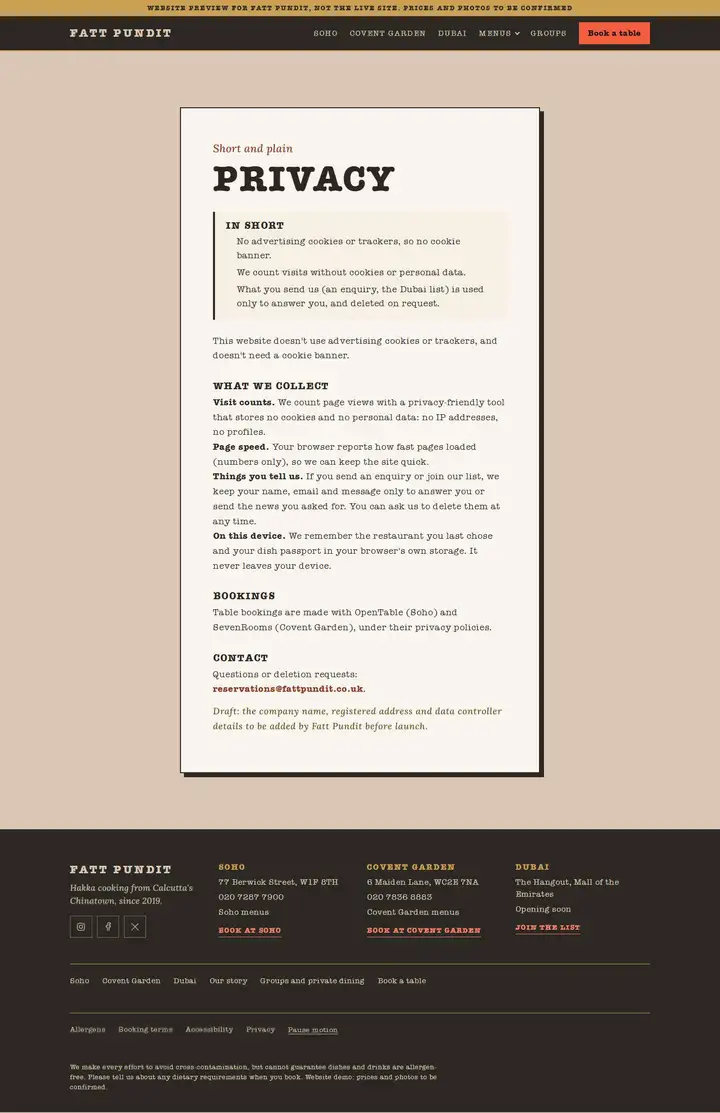 WEBSITE PREVIEW FOR FATT PUNDIT, NOT THE LIVE SITE. PRICES AND PHOTOS TO BE CONFIRMED
FATT PUNDIT
SOHO COVENT GARDEN DUBAI MENUS GROUPS Book a table
Short and plain
PRIVACY
IN SHORT
No advertising cookies or trackers, so no cookie
banner.
We count visits without cookies or personal data.
What you send us (an enquiry, the Dubai list) is used
only to answer you, and deleted on request.
This website doesn't use advertising cookies or trackers, and
doesn't need a cookie banner.
WHAT WE COLLECT
Visit counts. We count page views with a privacy-friendly tool
that stores no cookies and no personal data: no IP addresses,
no profiles.
Page speed. Your browser reports how fast pages loaded
(numbers only), so we can keep the site quick.
Things you tell us. If you send an enquiry or join our list, we
keep your name, email and message only to answer you or
send the news you asked for. You can ask us to delete them at
any time.
On this device. We remember the restaurant you last chose
and your dish passport in your browser's own storage. It
never leaves your device.
BOOKINGS
Table bookings are made with OpenTable (Soho) and
SevenRooms (Covent Garden), under their privacy policies.
CONTACT
Questions or deletion requests:
reservations@fattpundit.co.uk.
Draft: the company name, registered address and data controller
details to be added by Fatt Pundit before launch.
FATT PUNDIT
Hakka cooking from Calcutta's
Chinatown, since 2019.
SOHO
77 Berwick Street, W1F 8TH
020 7287 7900
Soho menus
BOOK AT SOHO
COVENT GARDEN
6 Maiden Lane, WC2E 7NA
020 7836 8883
Covent Garden menus
BOOK AT COVENT GARDEN
DUBAI
The Hangout, Mall of the
Emirates
Opening soon
JOIN THE LIST
Soho Covent Garden Dubai Our story Groups and private dining Book a table
Allergens Booking terms Accessibility Privacy Pause motion
We make every effort to avoid cross-contamination, but cannot guarantee dishes and drinks are allergen-
free. Please tell us about any dietary requirements when you book. Website demo: prices and photos to be
confirmed.